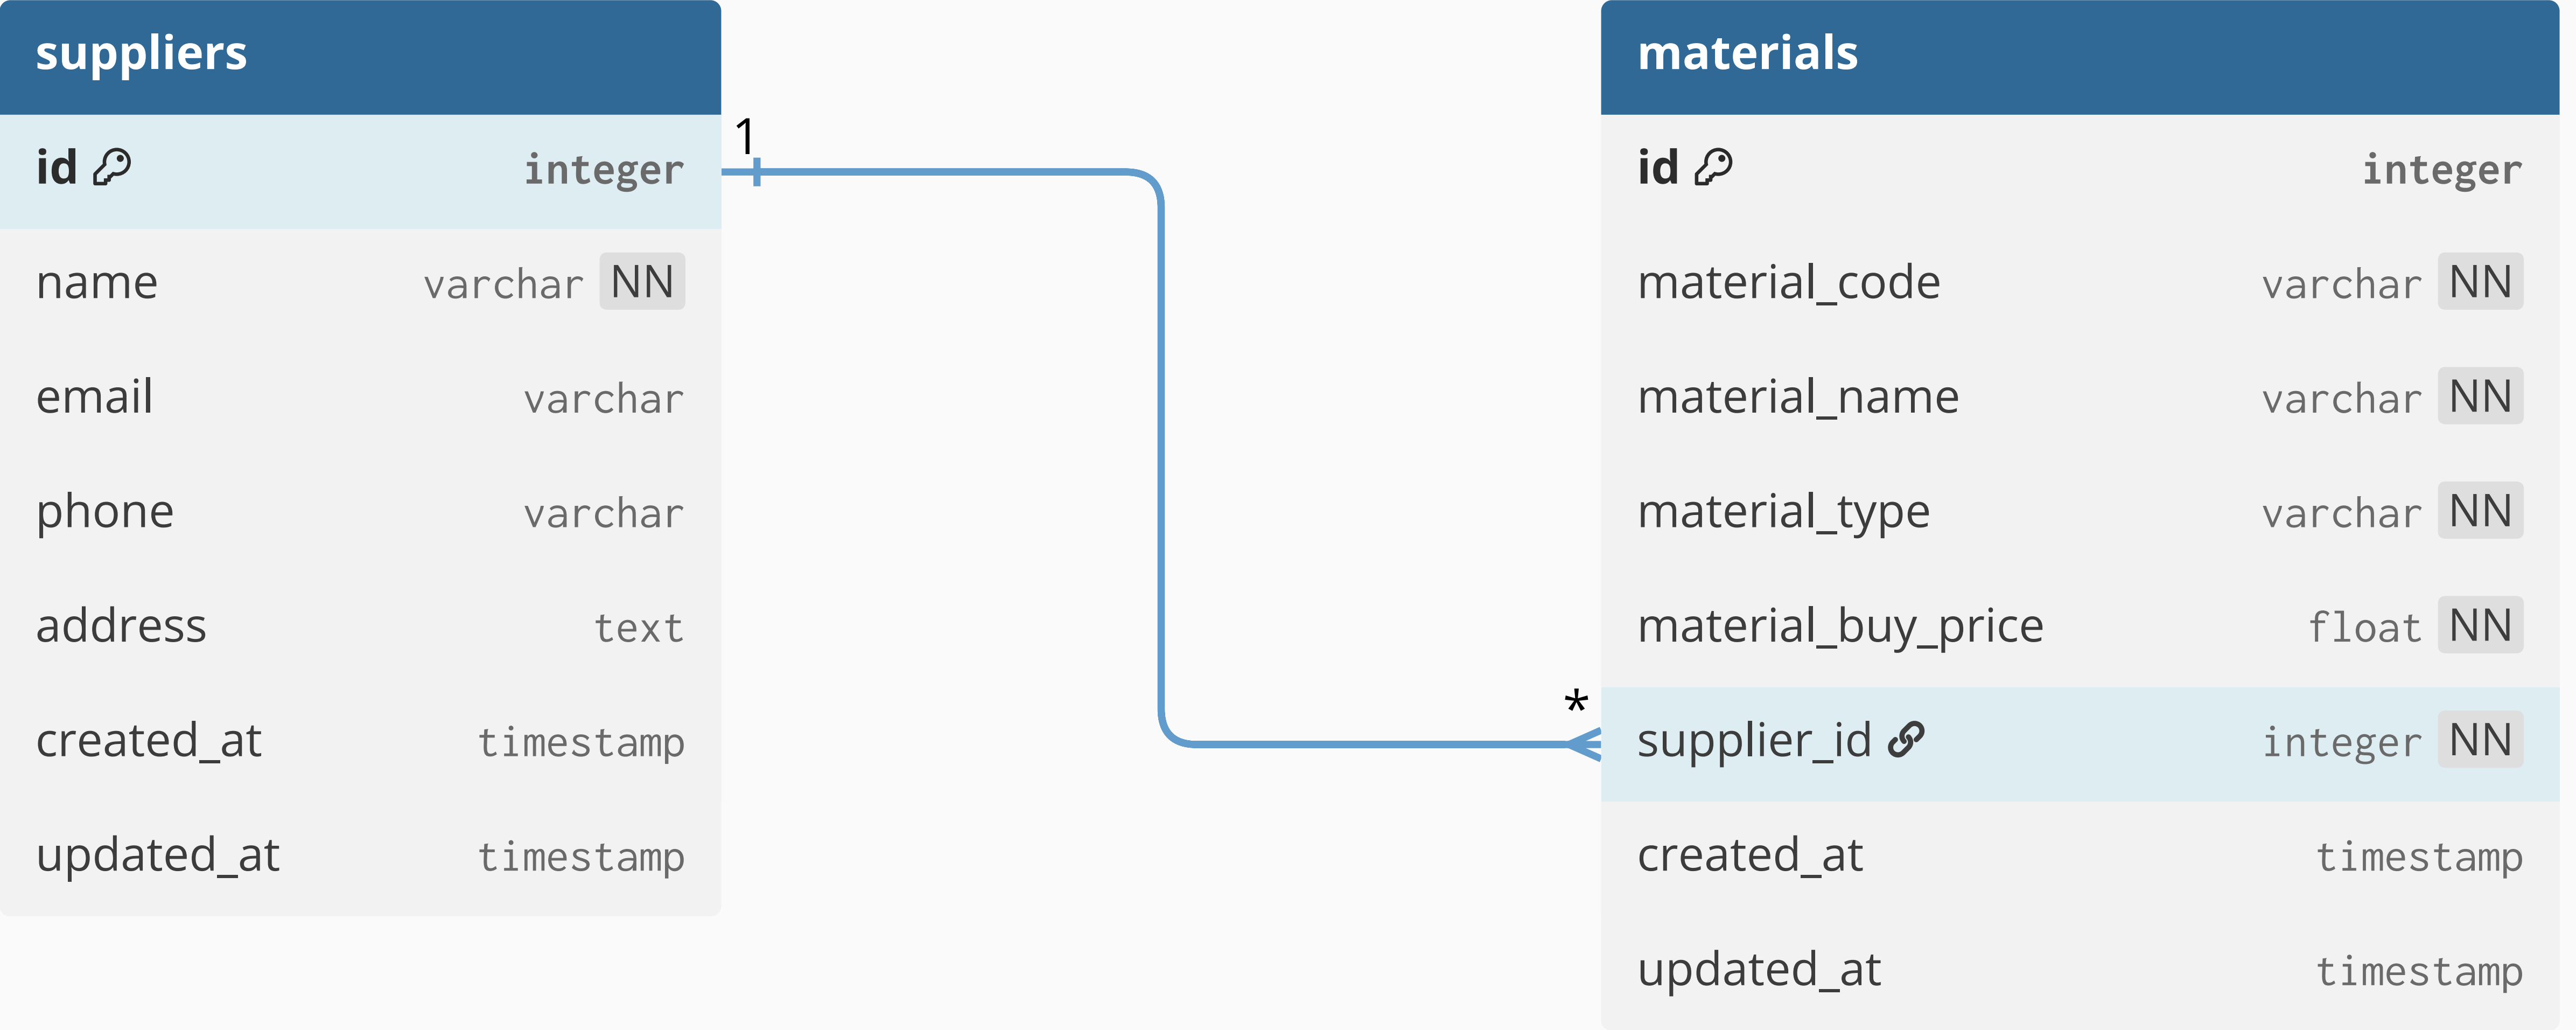 suppliers
id integer
name varchar NN
email varchar
phone varchar
address text
created_at timestamp
updated_at timestamp
1
*
materials
id integer
material_code varchar NN
material_name varchar NN
material_type varchar NN
material_buy_price float NN
supplier_id integer NN
created_at timestamp
updated_at timestamp